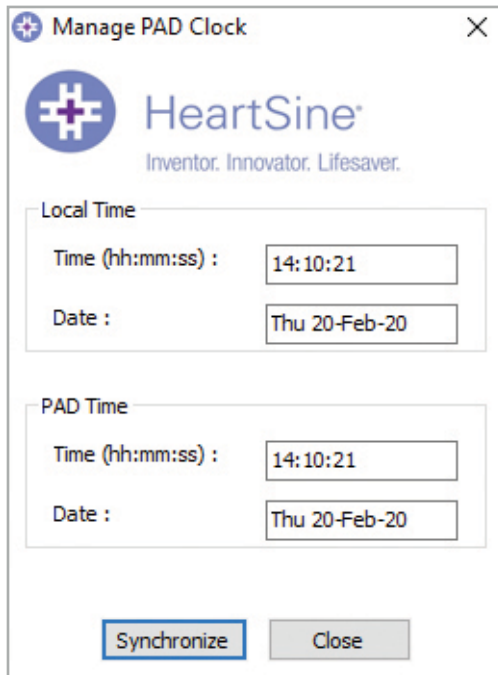 Manage PAD Clock
HeartSine®
Inventor. Innovator. Lifesaver.
Local Time
Time (hh:mm:ss) : 14:10:21
Date : Thu 20-Feb-20
PAD Time
Time (hh:mm:ss) : 14:10:21
Date : Thu 20-Feb-20
Synchronize Close